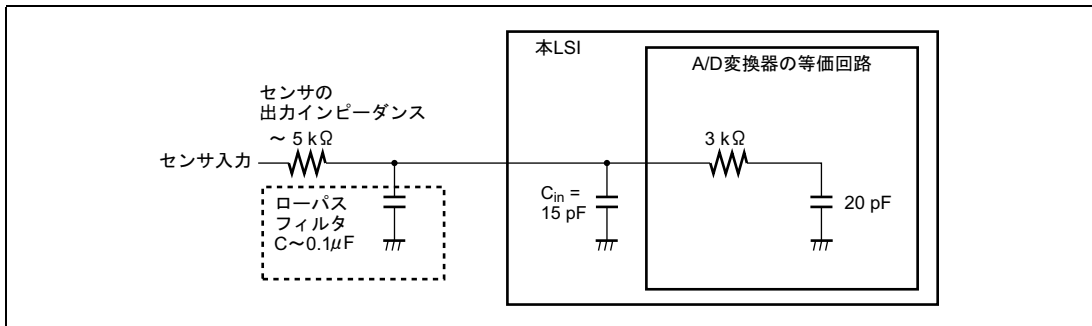 本LSI
A/D変換器の等価回路
センサの
出力インピーダンス
～ 5 kΩ
センサ入力
3 kΩ
ローパス
フィルタ
C～0.1μF
Cin =
15 pF
20 pF